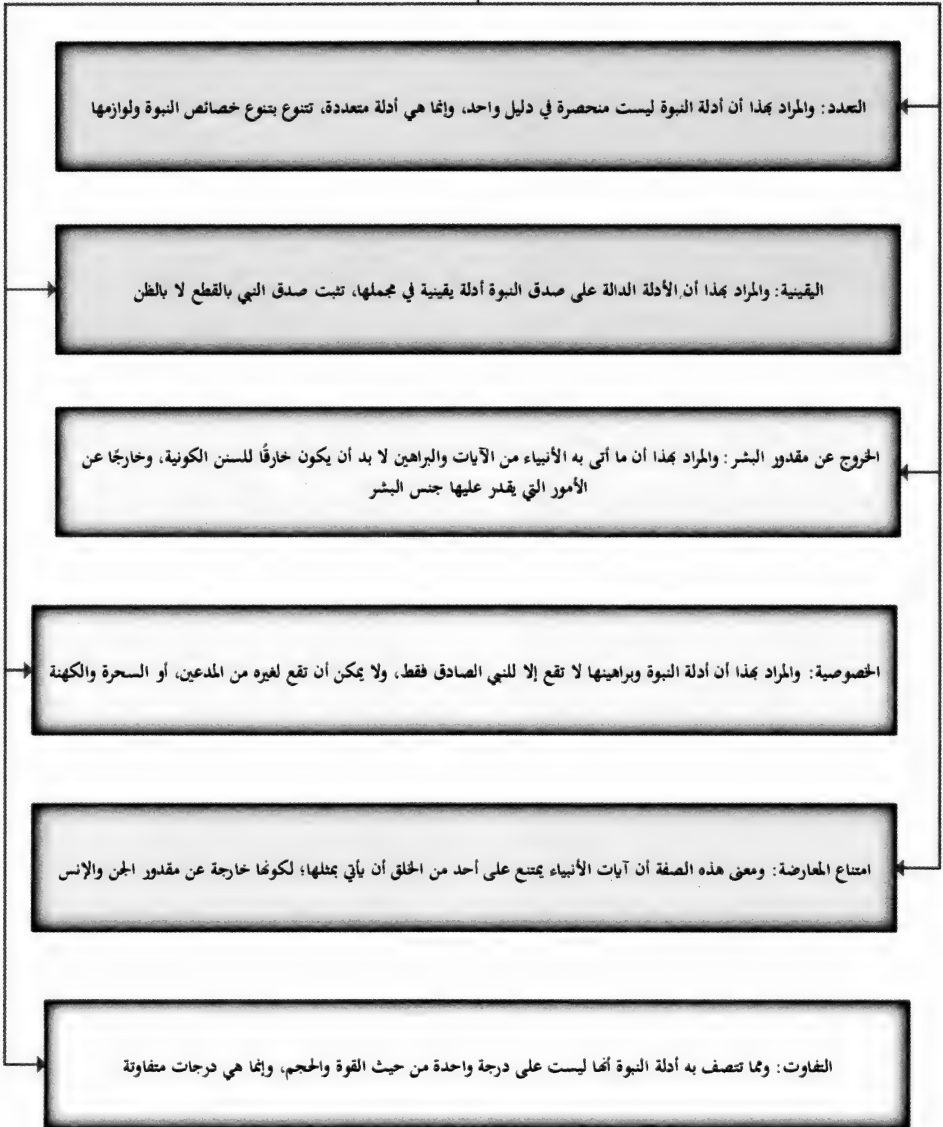 التعدد: والمراد بهذا أن أدلة النبوة ليست منحصرة في دليل واحد، وإنما هي أدلة متعددة، تتنوع بتنوع خصائص النبوة ولوازمها
اليقينية: والمراد بهذا أن الأدلة الدالة على صدق النبوة أدلة يقينية في مجملها، تثبت صدق النبي بالقطع لا بالظن
الخروج عن مقدور البشر: والمراد بهذا أن ما أتى به الأنبياء من الآيات والبراهين لا بد أن يكون خارقًا للسنن الكونية، وخارجًا عن
الأمور التي يقدر عليها جنس البشر
الخصوصية: والمراد بهذا أن أدلة النبوة وبراهينها لا تقع إلا للنبي الصادق فقط، ولا يمكن أن تقع لغيره من المدعين، أو السحرة والكهنة
امتناع المعارضة: ومعنى هذه الصفة أن آيات الأنبياء يمتنع على أحد من الخلق أن يأتي بمثلها؛ لكونها خارجة عن مقدور الجن والإنس
التفاوت: ومما تتصف به أدلة النبوة أنها ليست على درجة واحدة من حيث القوة والحجم، وإنما هي درجات متفاوتة